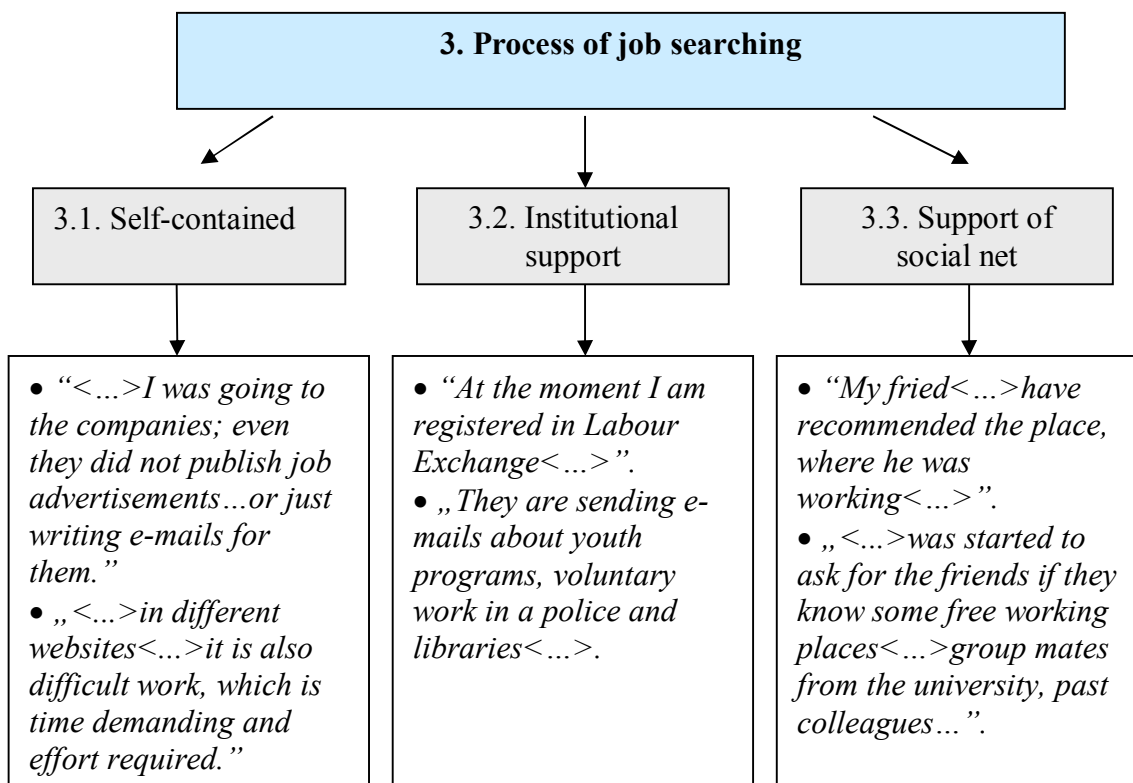 3. Process of job searching
3.1. Self-contained
3.2. Institutional
support
3.3. Support of
social net
• “<…>I was going to
the companies; even
they did not publish job
advertisements…or just
writing e-mails for
them.”
• „<…>in different
websites<…>it is also
difficult work, which is
time demanding and
effort required.”
• “At the moment I am
registered in Labour
Exchange<…>”.
• „They are sending e-
mails about youth
programs, voluntary
work in a police and
libraries<…>.
• “My fried<…>have
recommended the place,
where he was
working<…>”.
• „<…>was started to
ask for the friends if they
know some free working
places<…>group mates
from the university, past
colleagues…”.